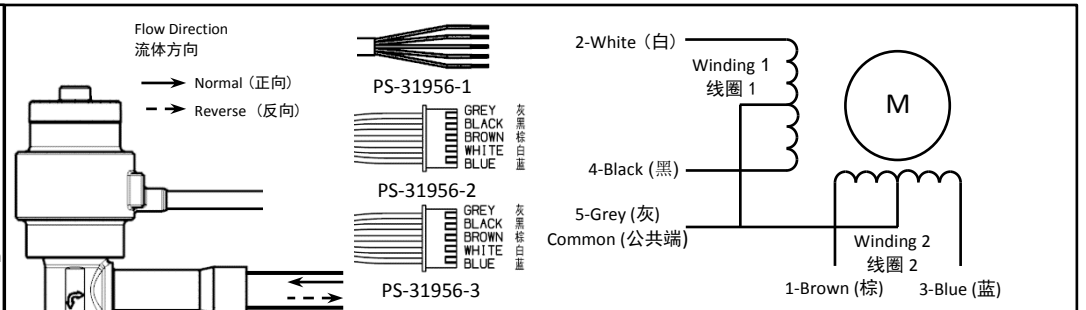 Flow Direction
流体方向
Normal (正向)
Reverse (反向)
PS-31956-1
GREY 灰
BLACK 黑
BROWN 棕
WHITE 白
BLUE 蓝
PS-31956-2
GREY 灰
BLACK 黑
BROWN 棕
WHITE 白
BLUE 蓝
PS-31956-3
2-White (白)
Winding 1
线圈 1
4-Black (黑)
5-Grey (灰)
Common (公共端)
M
Winding 2
线圈 2
1-Brown (棕)
3-Blue (蓝)